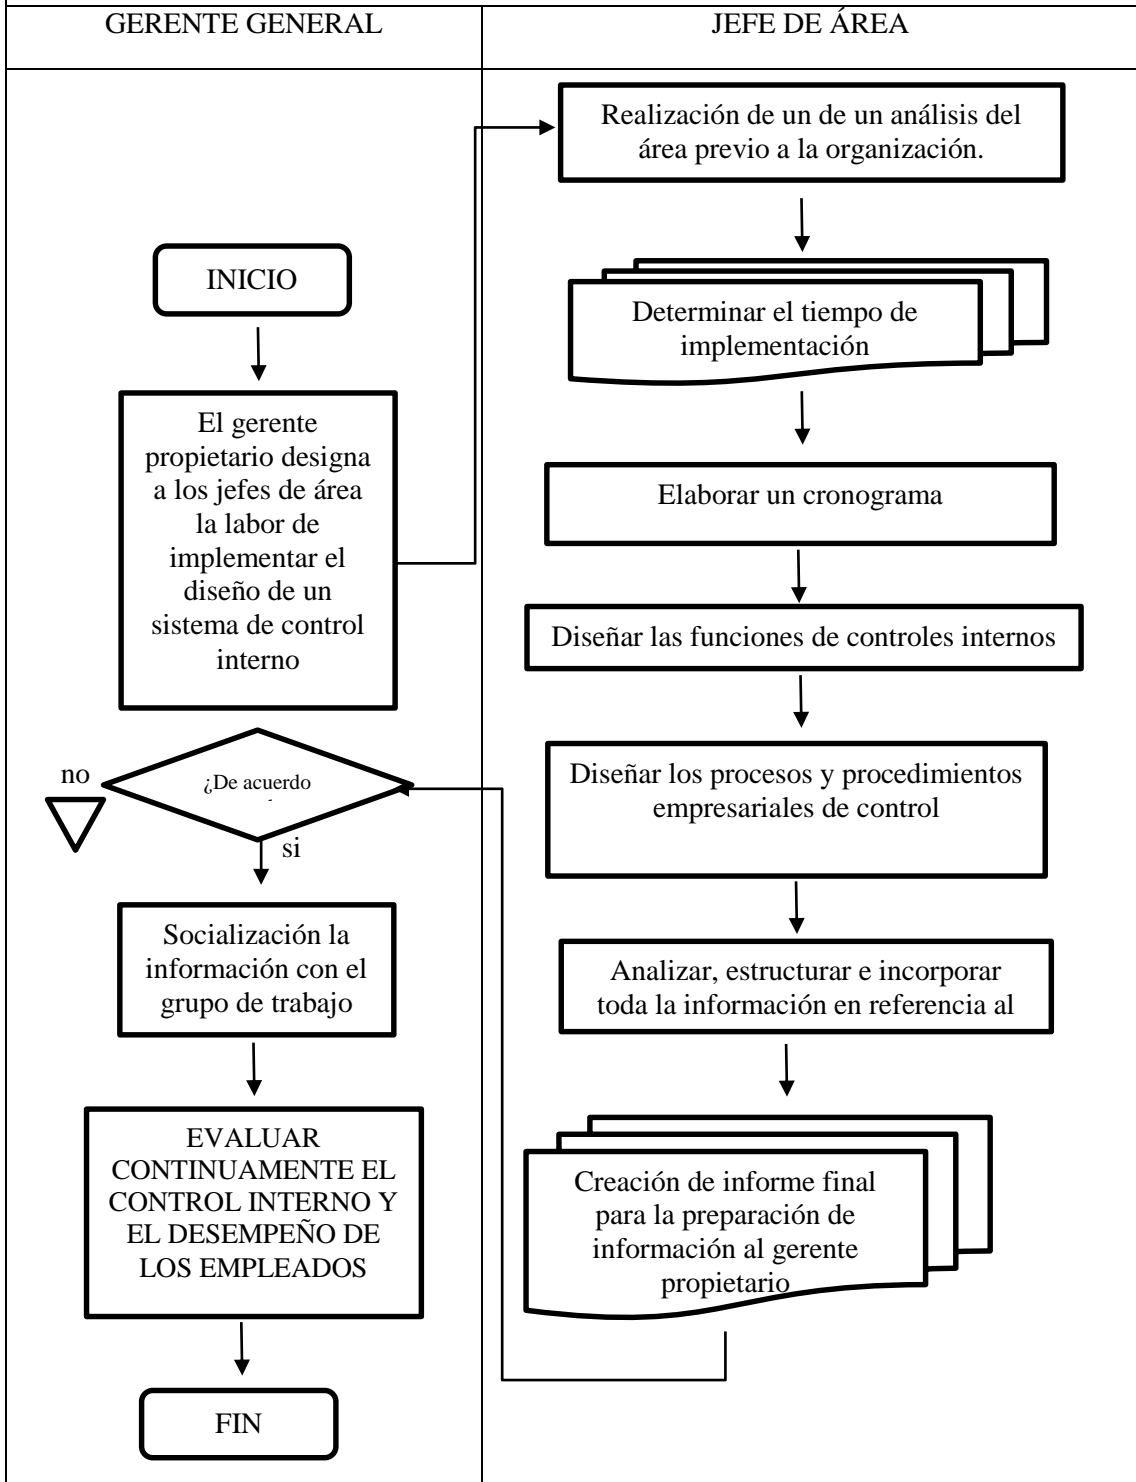 GERENTE GENERAL
JEFE DE ÁREA
INICIO
El gerente
propietario designa
a los jefes de área
la labor de
implementar el
diseño de un
sistema de control
interno
Realización de un de un análisis del
área previo a la organización.
Determinar el tiempo de
implementación
Elaborar un cronograma
Diseñar las funciones de controles internos
Diseñar los procesos y procedimientos
empresariales de control
Analizar, estructurar e incorporar
toda la información en referencia al
Creación de informe final
para la preparación de
información al gerente
propietario
no
¿De acuerdo
si
Socialización la
información con el
grupo de trabajo
EVALUAR
CONTINUAMENTE EL
CONTROL INTERNO Y
EL DESEMPEÑO DE
LOS EMPLEADOS
FIN